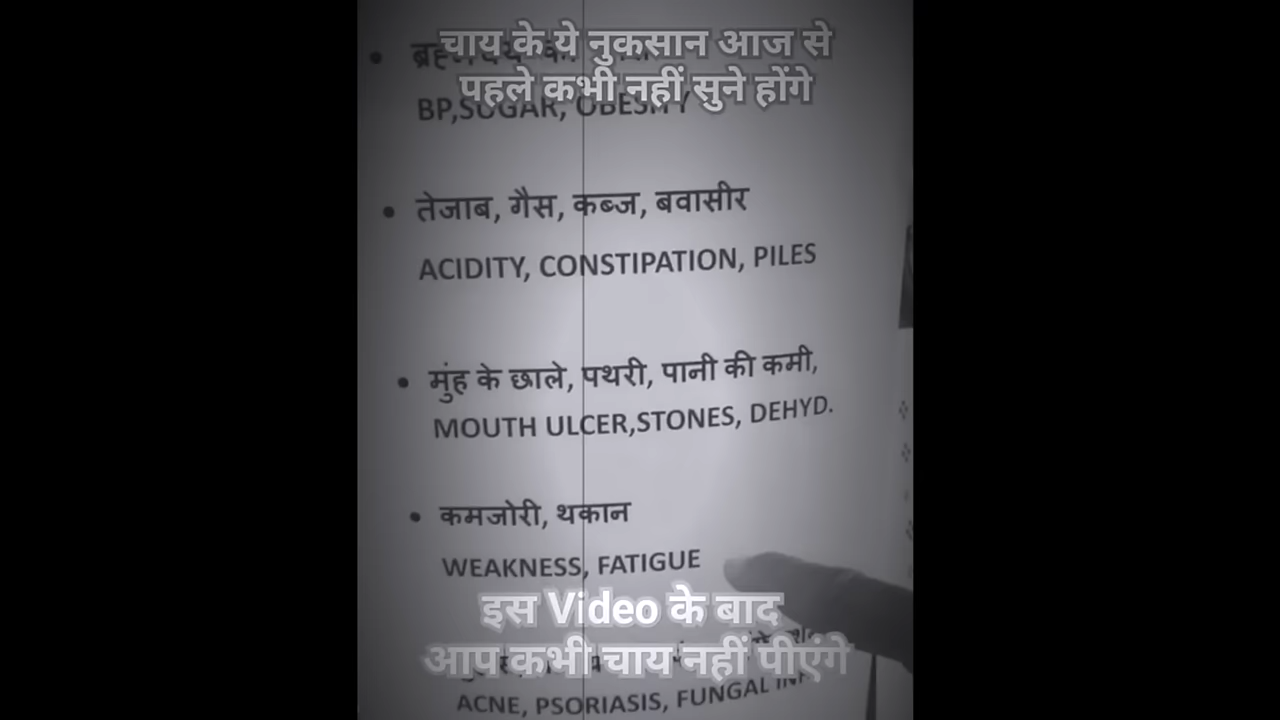 चाय के ये नुकसान आज से
पहले कभी नहीं सुने होंगे
BP,SUGAR, OBESITY
• तेजाब, गैस, कब्ज, बवासीर
ACIDITY, CONSTIPATION, PILES
• मुंह के छाले, पथरी, पानी की कमी,
MOUTH ULCER,STONES, DEHYD.
• कमजोरी, थकान
WEAKNESS, FATIGUE
इस Video के बाद
आप कभी चाय नहीं पीएंगे
ACNE, PSORIASIS, FUNGAL